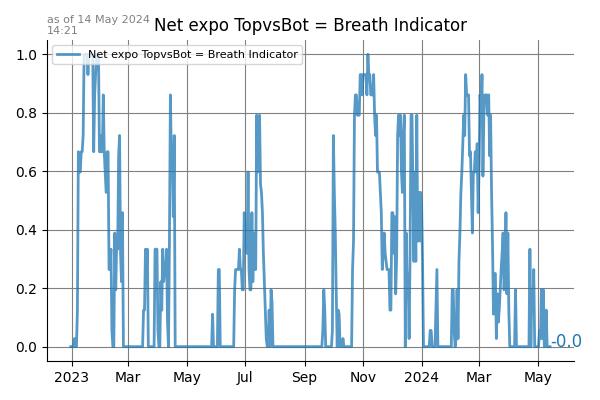 as of 14 May 2024
14:21
Net expo TopvsBot = Breath Indicator
Net expo TopvsBot = Breath Indicator
1.0
0.8
0.6
0.4
0.2
0.0
-0.0
2023 Mar May Jul Sep Nov 2024 Mar May